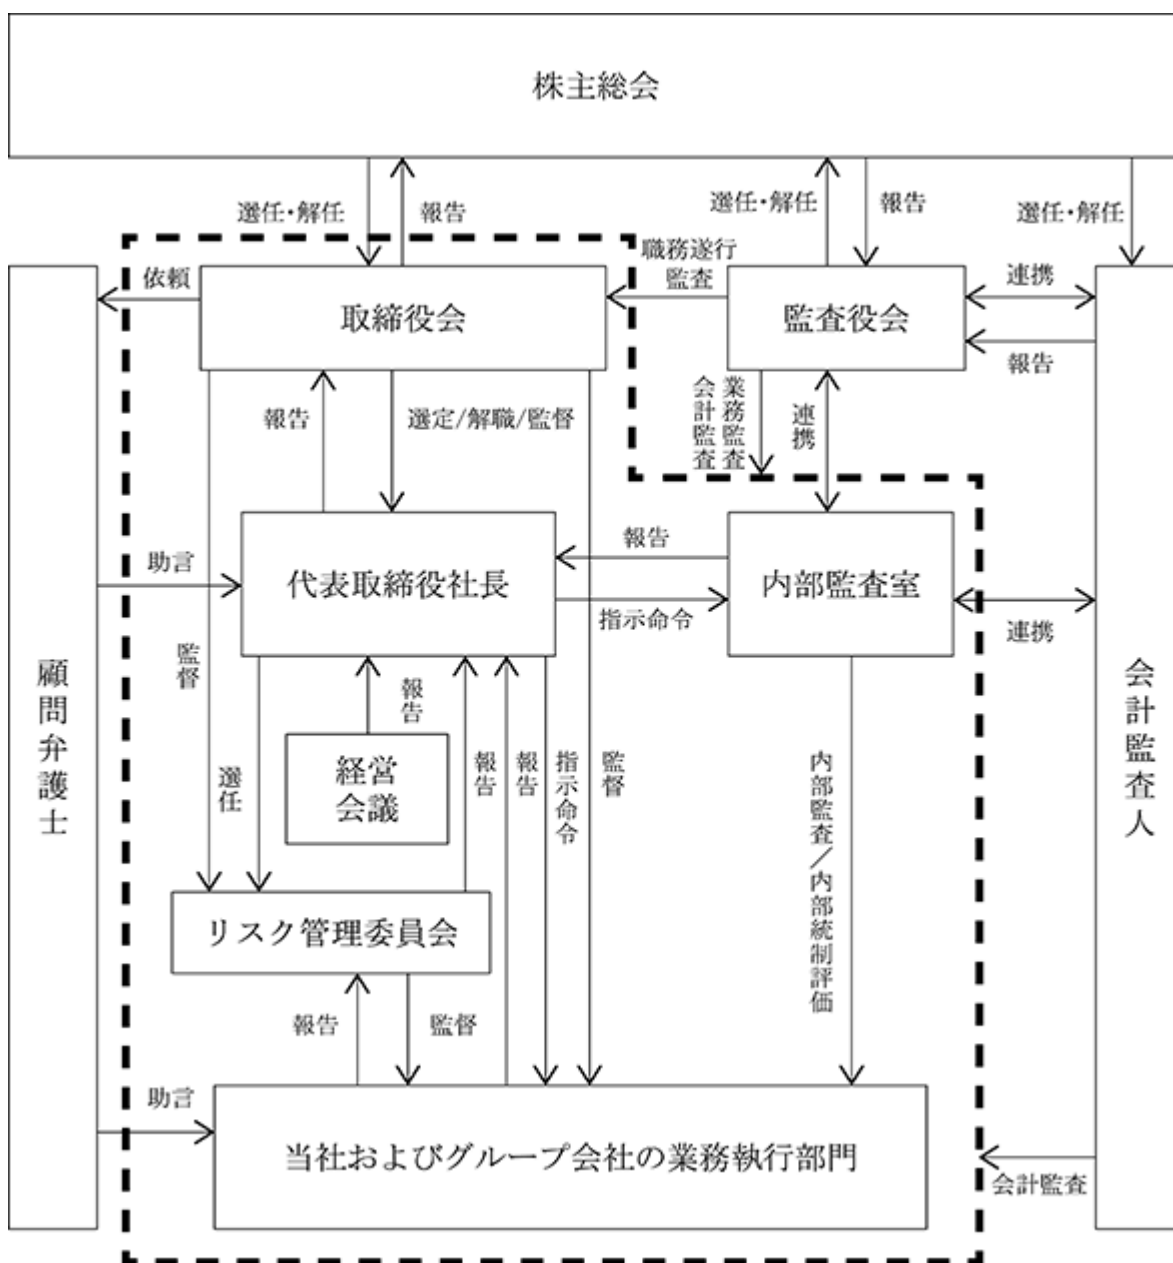 株主総会
選任・解任
報告
選任・解任
報告
選任・解任
依頼
取締役会
職務遂行
監査
監査役会
連携
報告
報告
選定/解職/監督
業務監査
会計監査
連携
助言
代表取締役社長
報告
指示命令
内部監査室
連携
顧問弁護士
会計監査人
監督
選任
報告
経営
会議
報告
報告
指示命令
監督
内部監査/内部統制評価
リスク管理委員会
報告
監督
助言
当社およびグループ会社の業務執行部門
会計監査